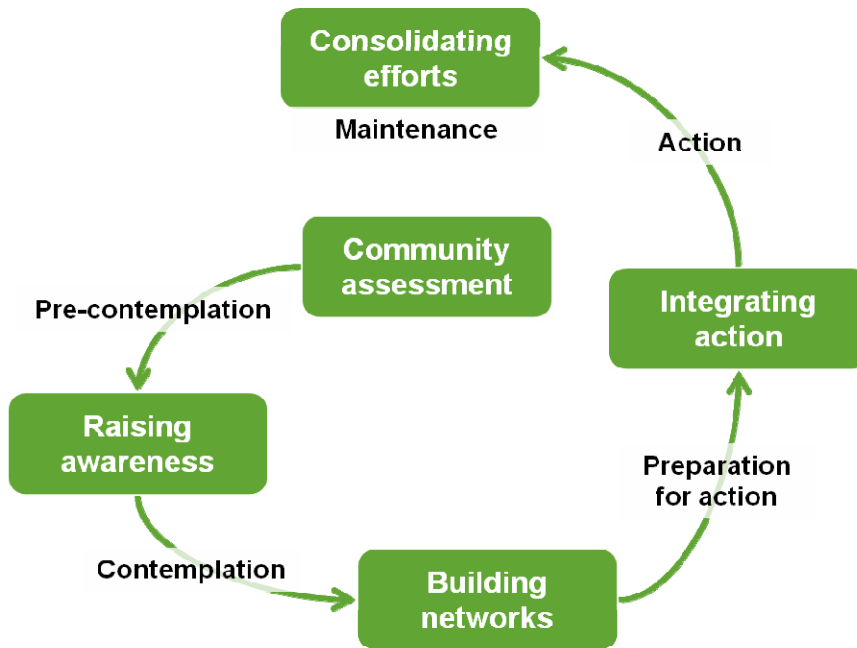 Consolidating
efforts
Maintenance
Action
Community
assessment
Pre-contemplation
Integrating
action
Raising
awareness
Preparation
for action
Contemplation
Building
networks